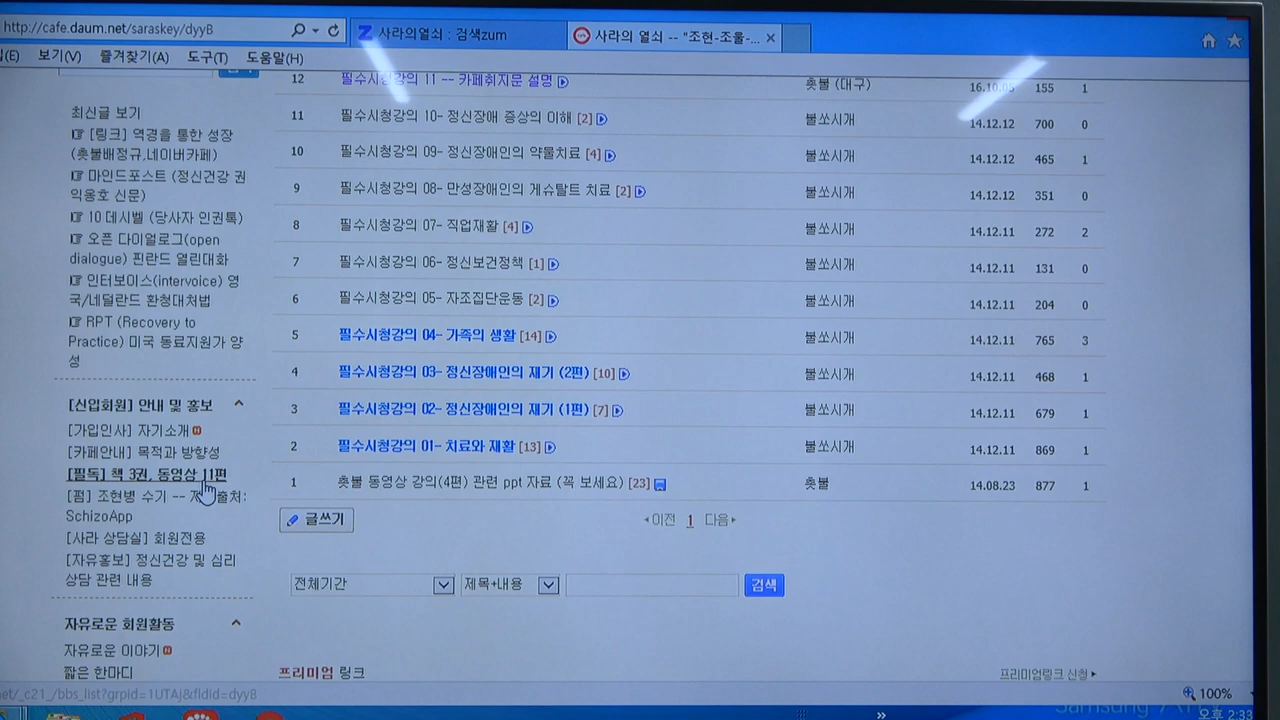 http://cafe.daum.net/saraskey/dyyB
사라의열쇠 : 검색zum
사라의 열쇠 -- "조현-조울-...
(E) 보기(V) 즐겨찾기(A) 도구(T) 도움말(H)
최신글 보기
☞ [링크] 역경을 통한 성장
(촛불배정규,네이버카페)
☞ 마인드포스트 (정신건강 권
익옹호 신문)
☞ 10 데시벨 (당사자 인권톡)
☞ 오픈 다이얼로그(open
dialogue) 핀란드 열린대화
☞ 인터보이스(intervoice) 영
국/네덜란드 환청대처법
☞ RPT (Recovery to
Practice) 미국 동료지원가 양
성
[신입회원] 안내 및 홍보
[가입인사] 자기소개
[카페안내] 목적과 방향성
[필독] 책 3권, 동영상 11편
[펌] 조현병 수기 -- 출처:
SchizoApp
[사라 상담실] 회원전용
[자유홍보] 정신건강 및 심리
상담 관련 내용
자유로운 회원활동
자유로운 이야기
짧은 한마디
12 필수시청강의 11 -- 카페취지문 설명 촛불 (대구) 155 1
11 필수시청강의 10- 정신장애 증상의 이해 [2] 불쏘시개 14.12.12 700 0
10 필수시청강의 09- 정신장애인의 약물치료 [4] 불쏘시개 14.12.12 465 1
9 필수시청강의 08- 만성장애인의 게슈탈트 치료 [2] 불쏘시개 14.12.12 351 0
8 필수시청강의 07- 직업재활 [4] 불쏘시개 14.12.11 272 2
7 필수시청강의 06- 정신보건정책 [1] 불쏘시개 14.12.11 131 0
6 필수시청강의 05- 자조집단운동 [2] 불쏘시개 14.12.11 204 0
5 필수시청강의 04- 가족의 생활 [14] 불쏘시개 14.12.11 765 3
4 필수시청강의 03- 정신장애인의 재기 (2편) [10] 불쏘시개 14.12.11 468 1
3 필수시청강의 02- 정신장애인의 재기 (1편) [7] 불쏘시개 14.12.11 679 1
2 필수시청강의 01- 치료와 재활 [13] 불쏘시개 14.12.11 869 1
1 촛불 동영상 강의(4편) 관련 ppt 자료 (꼭 보세요) [23] 촛불 14.08.23 877 1
글쓰기
이전 1 다음
전체기간 제목+내용 검색
프리미엄 링크
프리미엄링크 신청
net/_c21_/bbs_list?grpid=1UTAj&fldid=dyyB
100%
오후 2:33